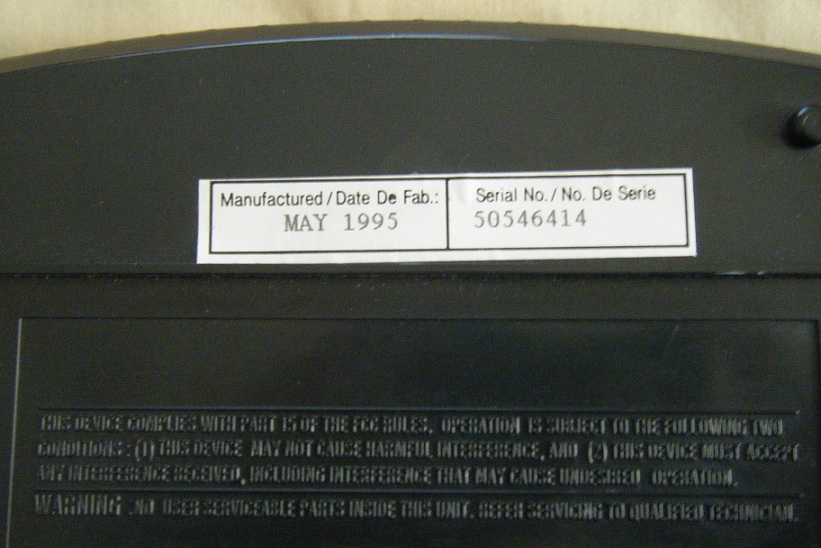 Manufactured / Date De Fab.:
MAY 1995
Serial No. / No. De Serie
50546414
THIS DEVICE COMPLIES WITH PART 15 OF THE FCC RULES. OPERATION IS SUBJECT TO THE FOLLOWING TWO
CONDITIONS: (1) THIS DEVICE MAY NOT CAUSE HARMFUL INTERFERENCE, AND (2) THIS DEVICE MUST ACCEPT
ANY INTERFERENCE RECEIVED, INCLUDING INTERFERENCE THAT MAY CAUSE UNDESIRED OPERATION.
WARNING . NO USER SERVICEABLE PARTS INSIDE THIS UNIT. REFER SERVICING TO QUALIFIED TECHNICIAN.